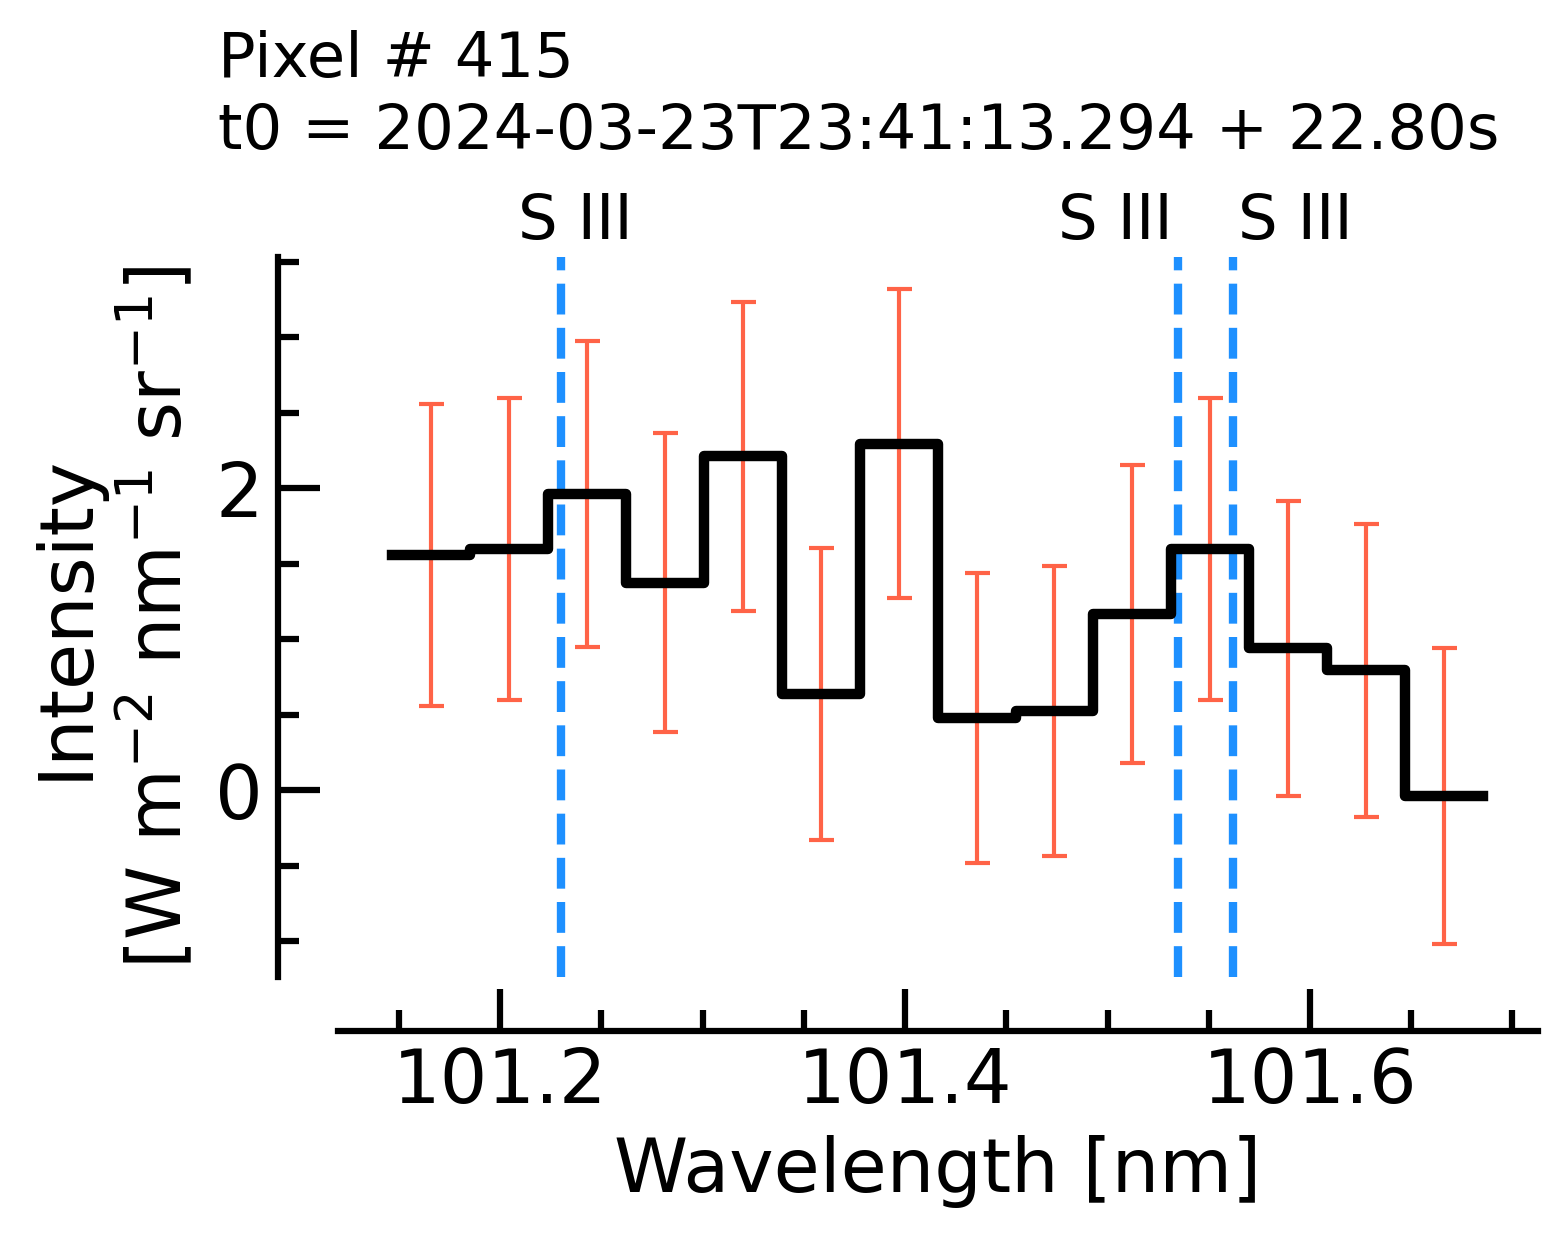 Pixel # 415
t0 = 2024-03-23T23:41:13.294 + 22.80s
S III S III S III
Intensity
[W m⁻² nm⁻¹ sr⁻¹]
2
0
101.2 101.4 101.6
Wavelength [nm]